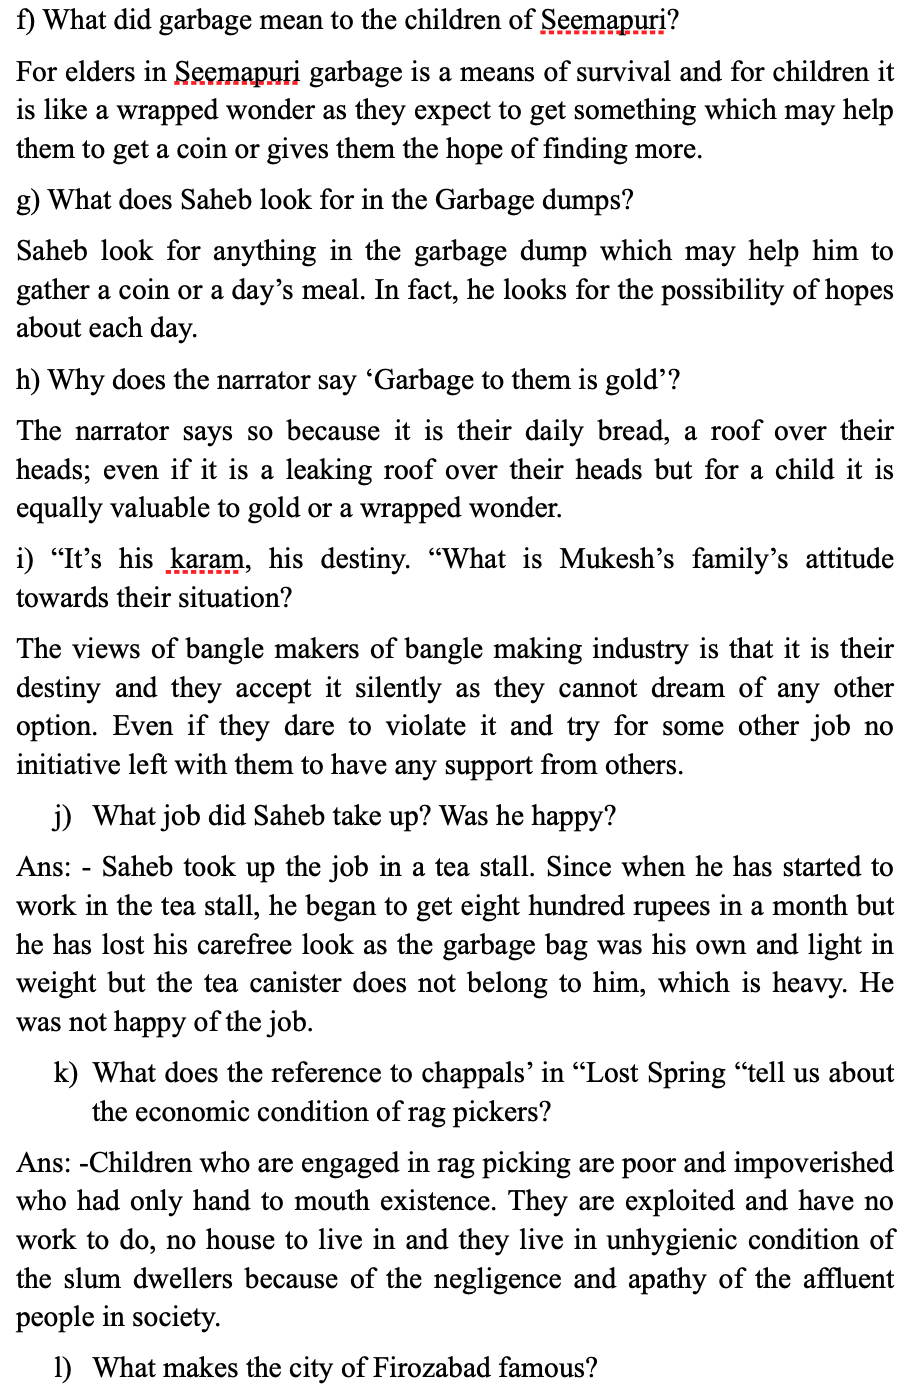 f) What did garbage mean to the children of Seemapuri?
For elders in Seemapuri garbage is a means of survival and for children it
is like a wrapped wonder as they expect to get something which may help
them to get a coin or gives them the hope of finding more.
g) What does Saheb look for in the Garbage dumps?
Saheb look for anything in the garbage dump which may help him to
gather a coin or a day’s meal. In fact, he looks for the possibility of hopes
about each day.
h) Why does the narrator say ‘Garbage to them is gold’?
The narrator says so because it is their daily bread, a roof over their
heads; even if it is a leaking roof over their heads but for a child it is
equally valuable to gold or a wrapped wonder.
i) “It’s his karam, his destiny. “What is Mukesh’s family’s attitude
towards their situation?
The views of bangle makers of bangle making industry is that it is their
destiny and they accept it silently as they cannot dream of any other
option. Even if they dare to violate it and try for some other job no
initiative left with them to have any support from others.
j) What job did Saheb take up? Was he happy?
Ans: - Saheb took up the job in a tea stall. Since when he has started to
work in the tea stall, he began to get eight hundred rupees in a month but
he has lost his carefree look as the garbage bag was his own and light in
weight but the tea canister does not belong to him, which is heavy. He
was not happy of the job.
k) What does the reference to chappals’ in “Lost Spring “tell us about
the economic condition of rag pickers?
Ans: -Children who are engaged in rag picking are poor and impoverished
who had only hand to mouth existence. They are exploited and have no
work to do, no house to live in and they live in unhygienic condition of
the slum dwellers because of the negligence and apathy of the affluent
people in society.
l) What makes the city of Firozabad famous?